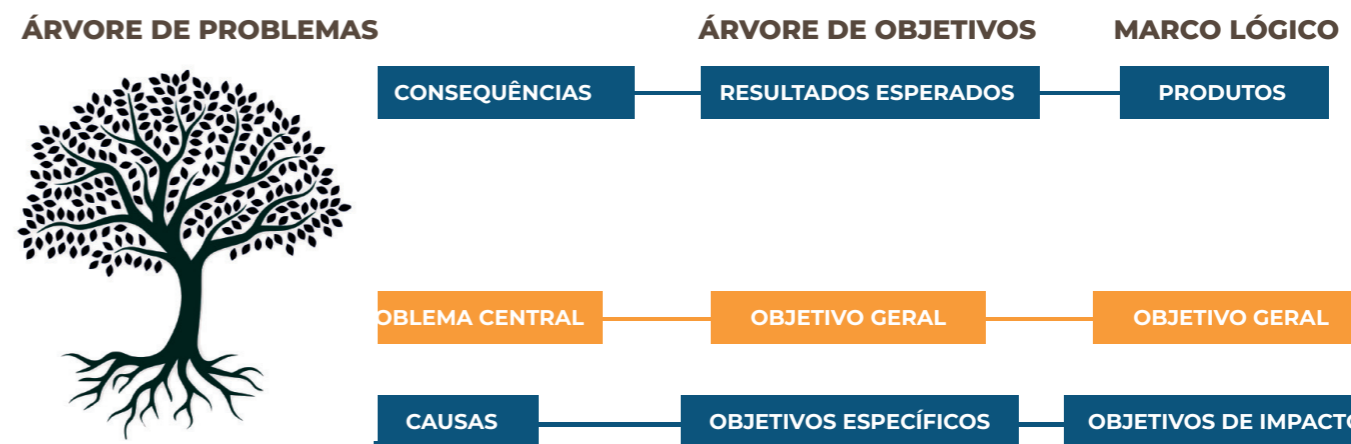 ÁRVORE DE PROBLEMAS
ÁRVORE DE OBJETIVOS
MARCO LÓGICO
CONSEQUÊNCIAS
RESULTADOS ESPERADOS
PRODUTOS
OBLEMA CENTRAL
OBJETIVO GERAL
OBJETIVO GERAL
CAUSAS
OBJETIVOS ESPECÍFICOS
OBJETIVOS DE IMPACTO